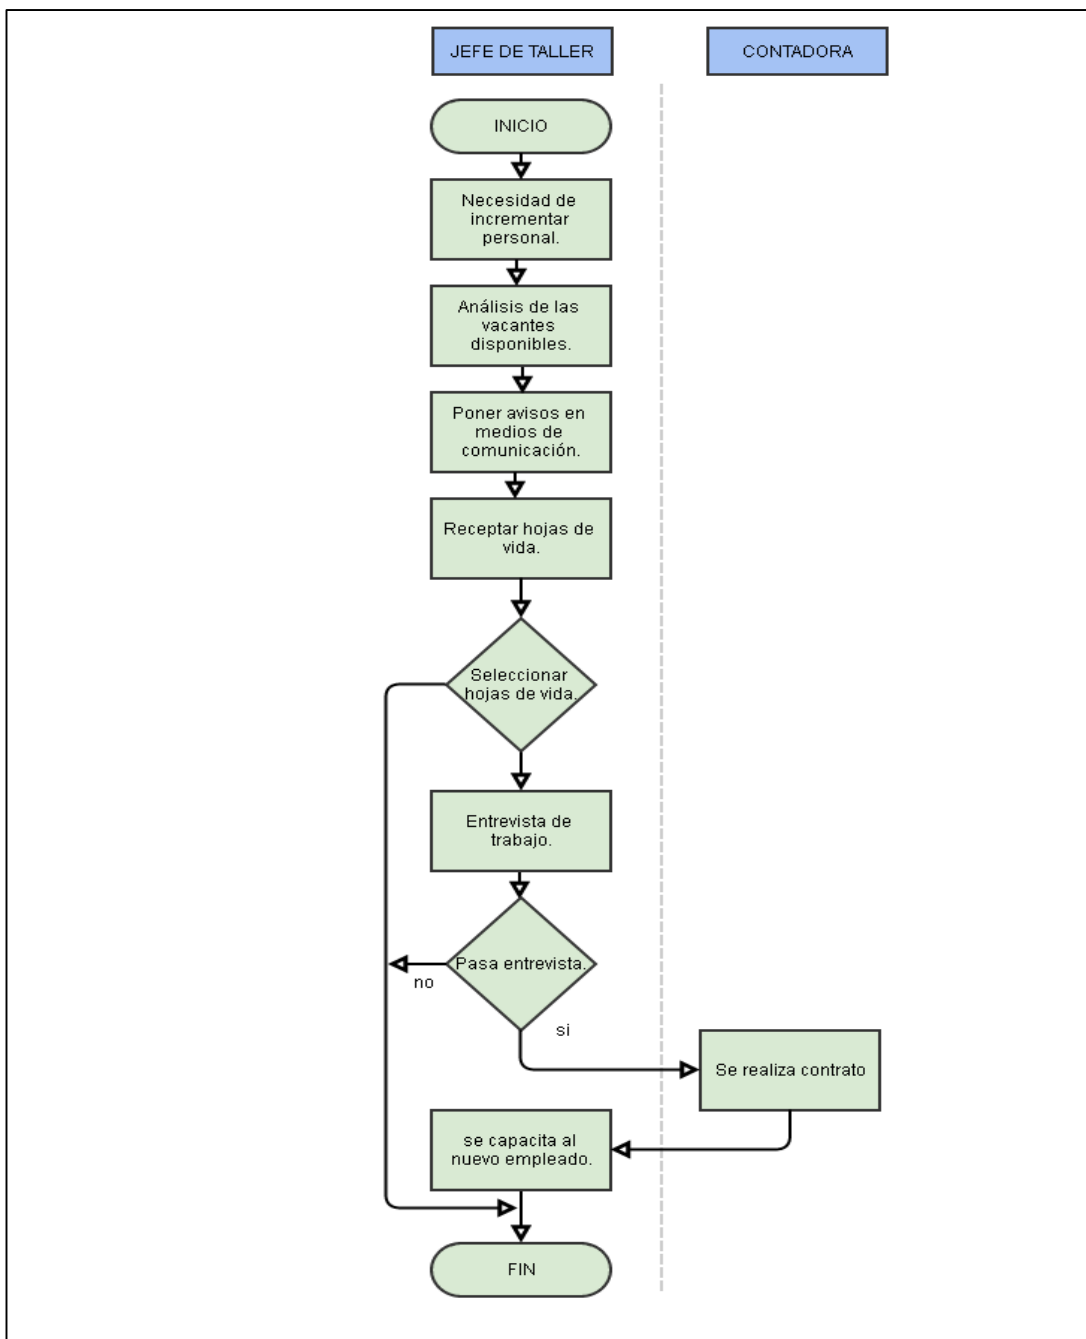 JEFE DE TALLER
CONTADORA
INICIO
Necesidad de
incrementar
personal.
Análisis de las
vacantes
disponibles.
Poner avisos en
medios de
comunicación.
Receptar hojas de
vida.
Seleccionar
hojas de vida.
Entrevista de
trabajo.
Pasa entrevista.
no
si
Se realiza contrato
se capacita al
nuevo empleado.
FIN